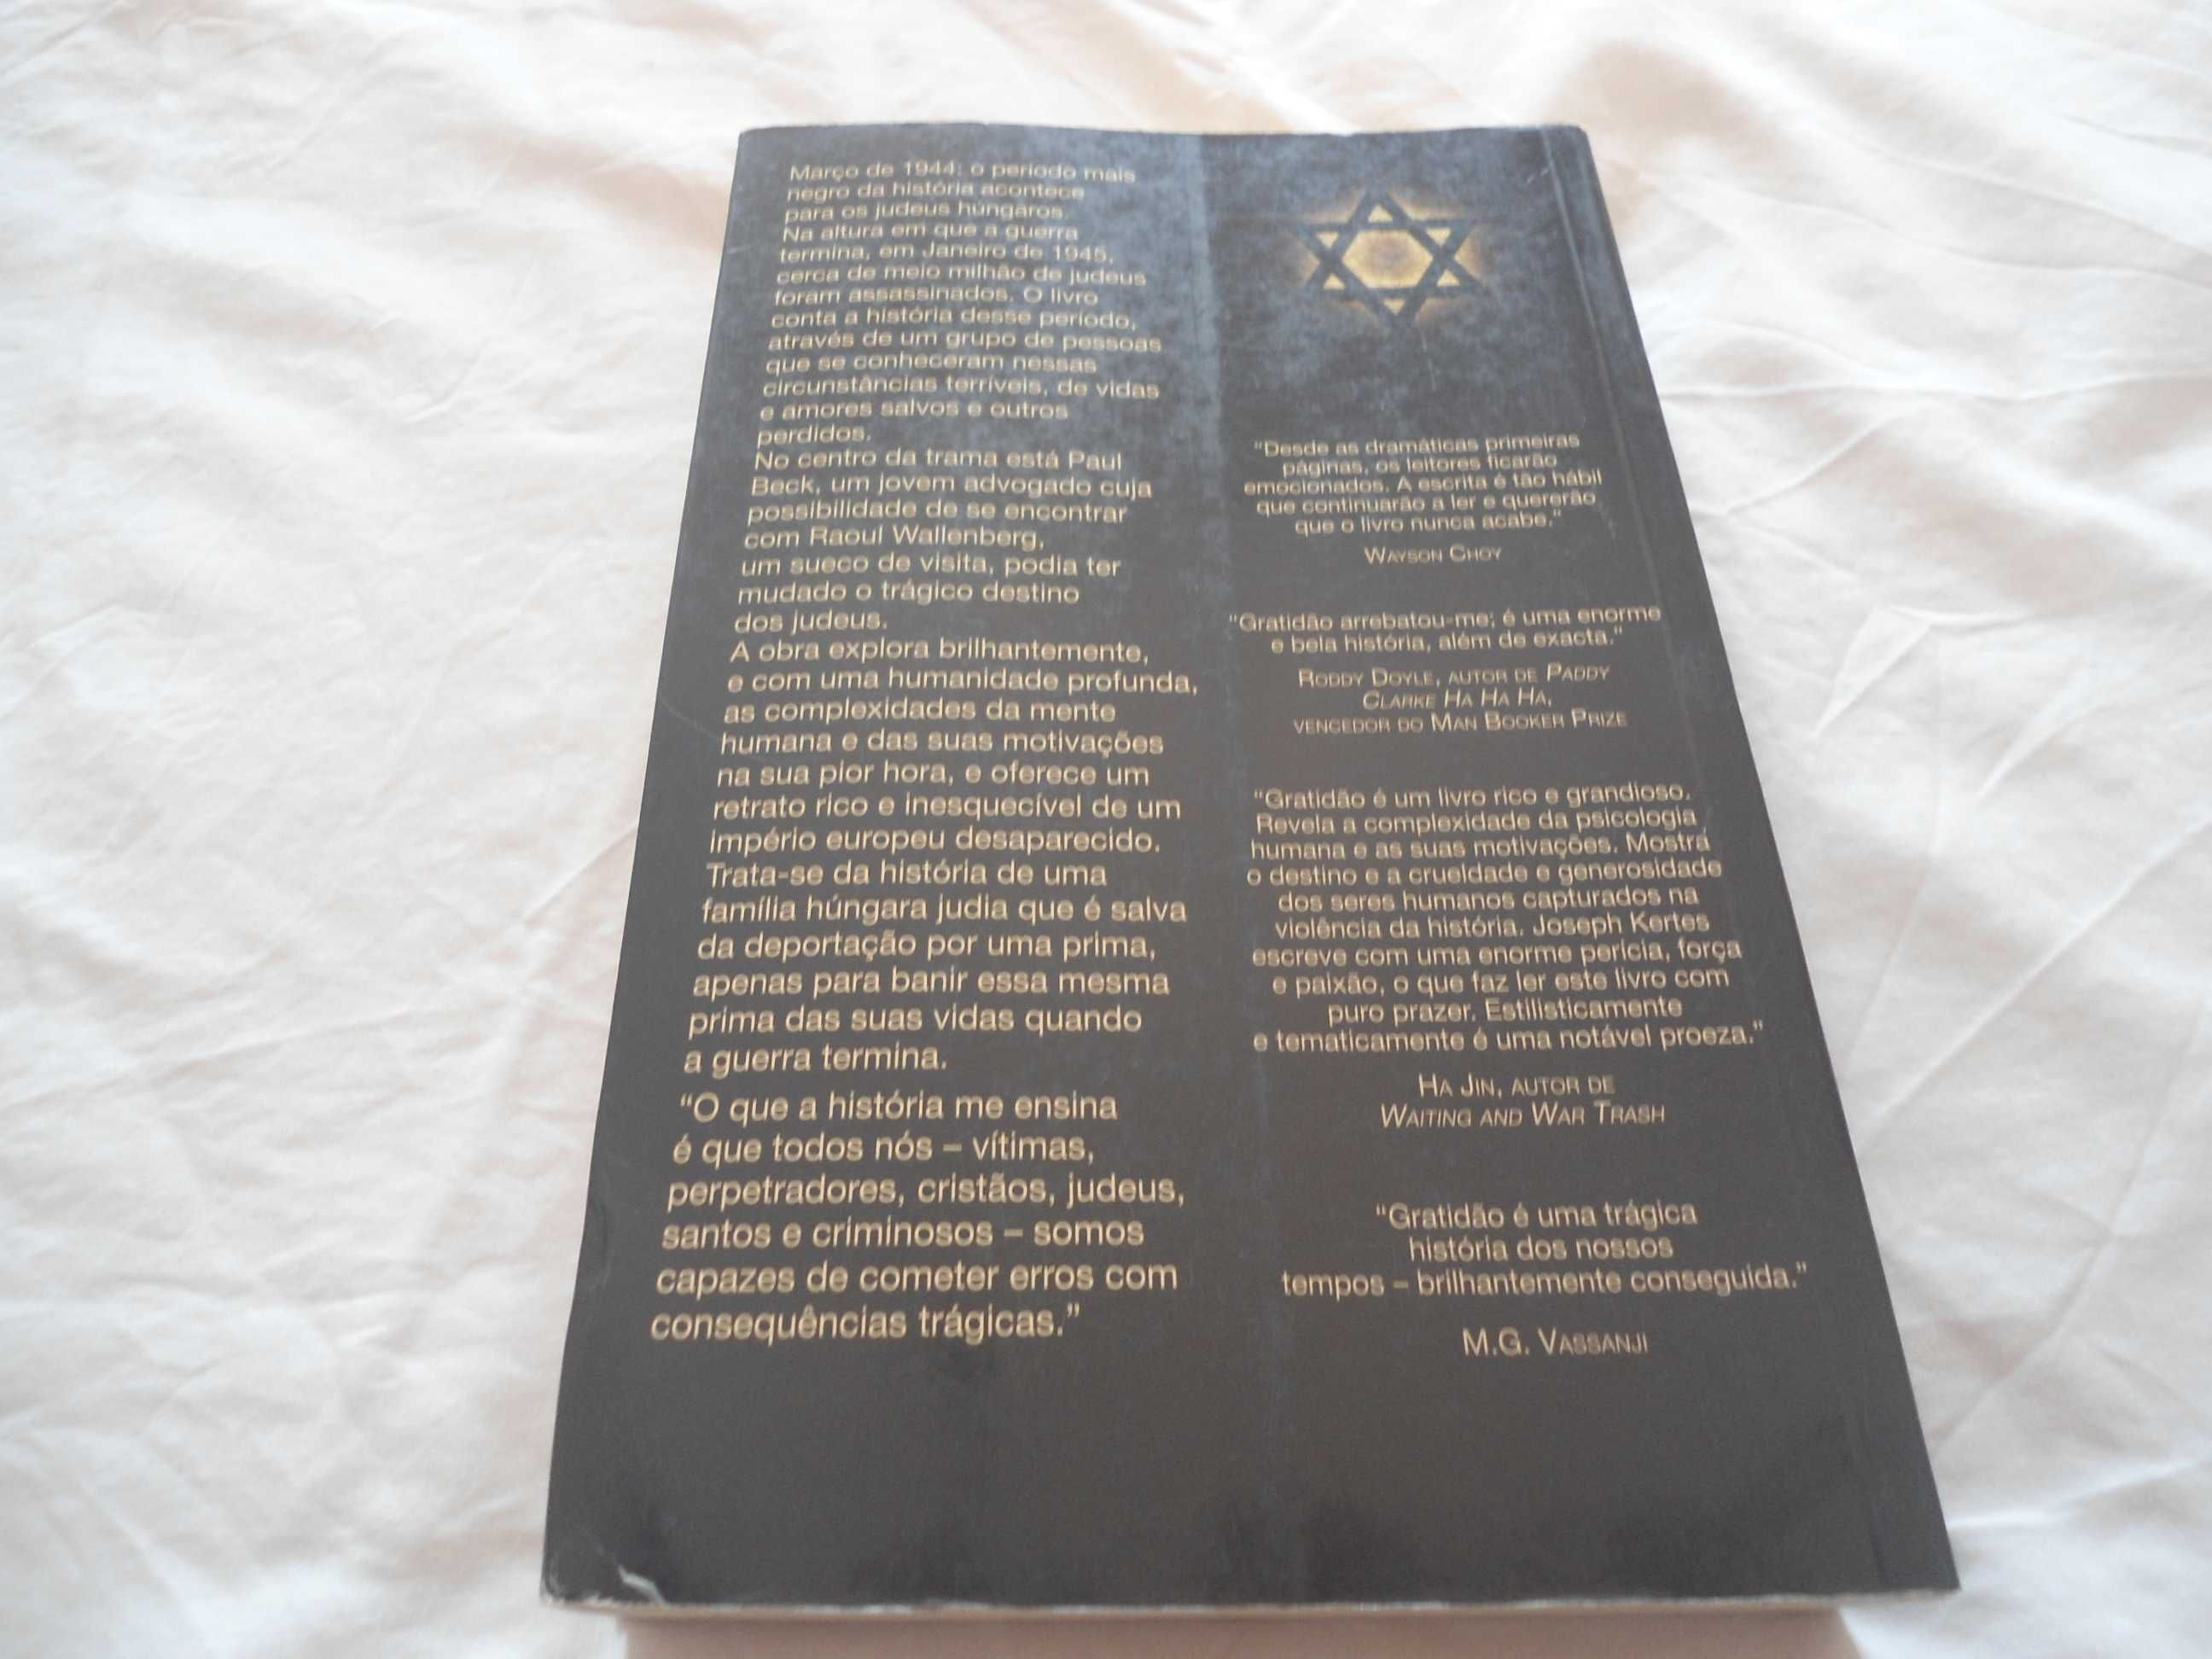 Março de 1944: o período mais
negro da história acontece
para os judeus húngaros.
Na altura em que a guerra
termina, em Janeiro de 1945,
cerca de meio milhão de judeus
foram assassinados. O livro
conta a história desse período,
através de um grupo de pessoas
que se conheceram nessas
circunstâncias terríveis, de vidas
e amores salvos e outros
perdidos.
No centro da trama está Paul
Beck, um jovem advogado cuja
possibilidade de se encontrar
com Raoul Wallenberg,
um sueco de visita, podia ter
mudado o trágico destino
dos judeus.
A obra explora brilhantemente,
e com uma humanidade profunda,
as complexidades da mente
humana e das suas motivações
na sua pior hora, e oferece um
retrato rico e inesquecível de um
império europeu desaparecido.
Trata-se da história de uma
família húngara judia que é salva
da deportação por uma prima,
apenas para banir essa mesma
prima das suas vidas quando
a guerra termina.
“O que a história me ensina
é que todos nós – vítimas,
perpetradores, cristãos, judeus,
santos e criminosos – somos
capazes de cometer erros com
consequências trágicas.”
“Desde as dramáticas primeiras
páginas, os leitores ficarão
emocionados. A escrita é tão hábil
que continuarão a ler e quererão
que o livro nunca acabe.”
WAYSON CHOY
“Gratidão arrebatou-me; é uma enorme
e bela história, além de exacta.”
RODDY DOYLE, AUTOR DE PADDY
CLARKE HA HA HA,
VENCEDOR DO MAN BOOKER PRIZE
“Gratidão é um livro rico e grandioso.
Revela a complexidade da psicologia
humana e as suas motivações. Mostra
o destino e a crueldade e generosidade
dos seres humanos capturados na
violência da história. Joseph Kertes
escreve com uma enorme perícia, força
e paixão, o que faz ler este livro com
puro prazer. Estilisticamente
e tematicamente é uma notável proeza.”
HA JIN, AUTOR DE
WAITING AND WAR TRASH
“Gratidão é uma trágica
história dos nossos
tempos – brilhantemente conseguida.”
M.G. VASSANJI